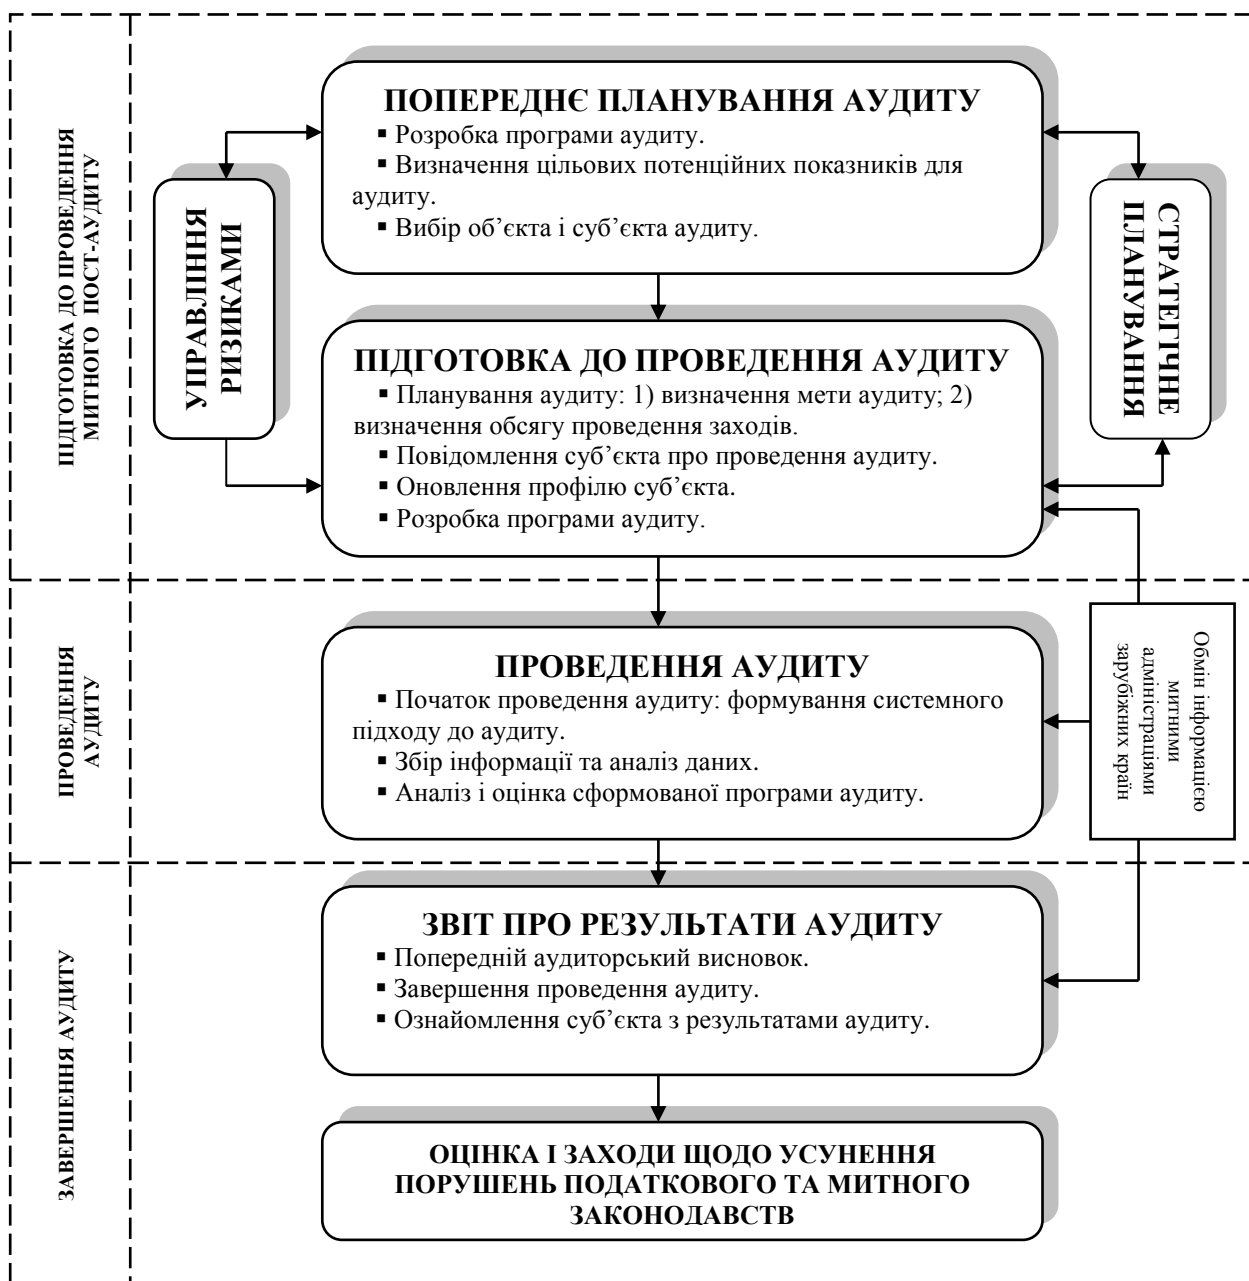 ПІДГОТОВКА ДО ПРОВЕДЕННЯ
МИТНОГО ПОСТ-АУДИТУ
УПРАВЛІННЯ
РИЗИКАМИ
ПОПЕРЕДНЄ ПЛАНУВАННЯ АУДИТУ
▪ Розробка програми аудиту.
▪ Визначення цільових потенційних показників для
аудиту.
▪ Вибір об’єкта і суб’єкта аудиту.
СТРАТЕГІЧНЕ
ПЛАНУВАННЯ
ПІДГОТОВКА ДО ПРОВЕДЕННЯ АУДИТУ
▪ Планування аудиту: 1) визначення мети аудиту; 2)
визначення обсягу проведення заходів.
▪ Повідомлення суб’єкта про проведення аудиту.
▪ Оновлення профілю суб’єкта.
▪ Розробка програми аудиту.
ПРОВЕДЕННЯ
АУДИТУ
ПРОВЕДЕННЯ АУДИТУ
▪ Початок проведення аудиту: формування системного
підходу до аудиту.
▪ Збір інформації та аналіз даних.
▪ Аналіз і оцінка сформованої програми аудиту.
Обмін інформацією
митними
адміністраціями
зарубіжних країн
ЗАВЕРШЕННЯ АУДИТУ
ЗВІТ ПРО РЕЗУЛЬТАТИ АУДИТУ
▪ Попередній аудиторський висновок.
▪ Завершення проведення аудиту.
▪ Ознайомлення суб’єкта з результатами аудиту.
ОЦІНКА І ЗАХОДИ ЩОДО УСУНЕННЯ
ПОРУШЕНЬ ПОДАТКОВОГО ТА МИТНОГО
ЗАКОНОДАВСТВ